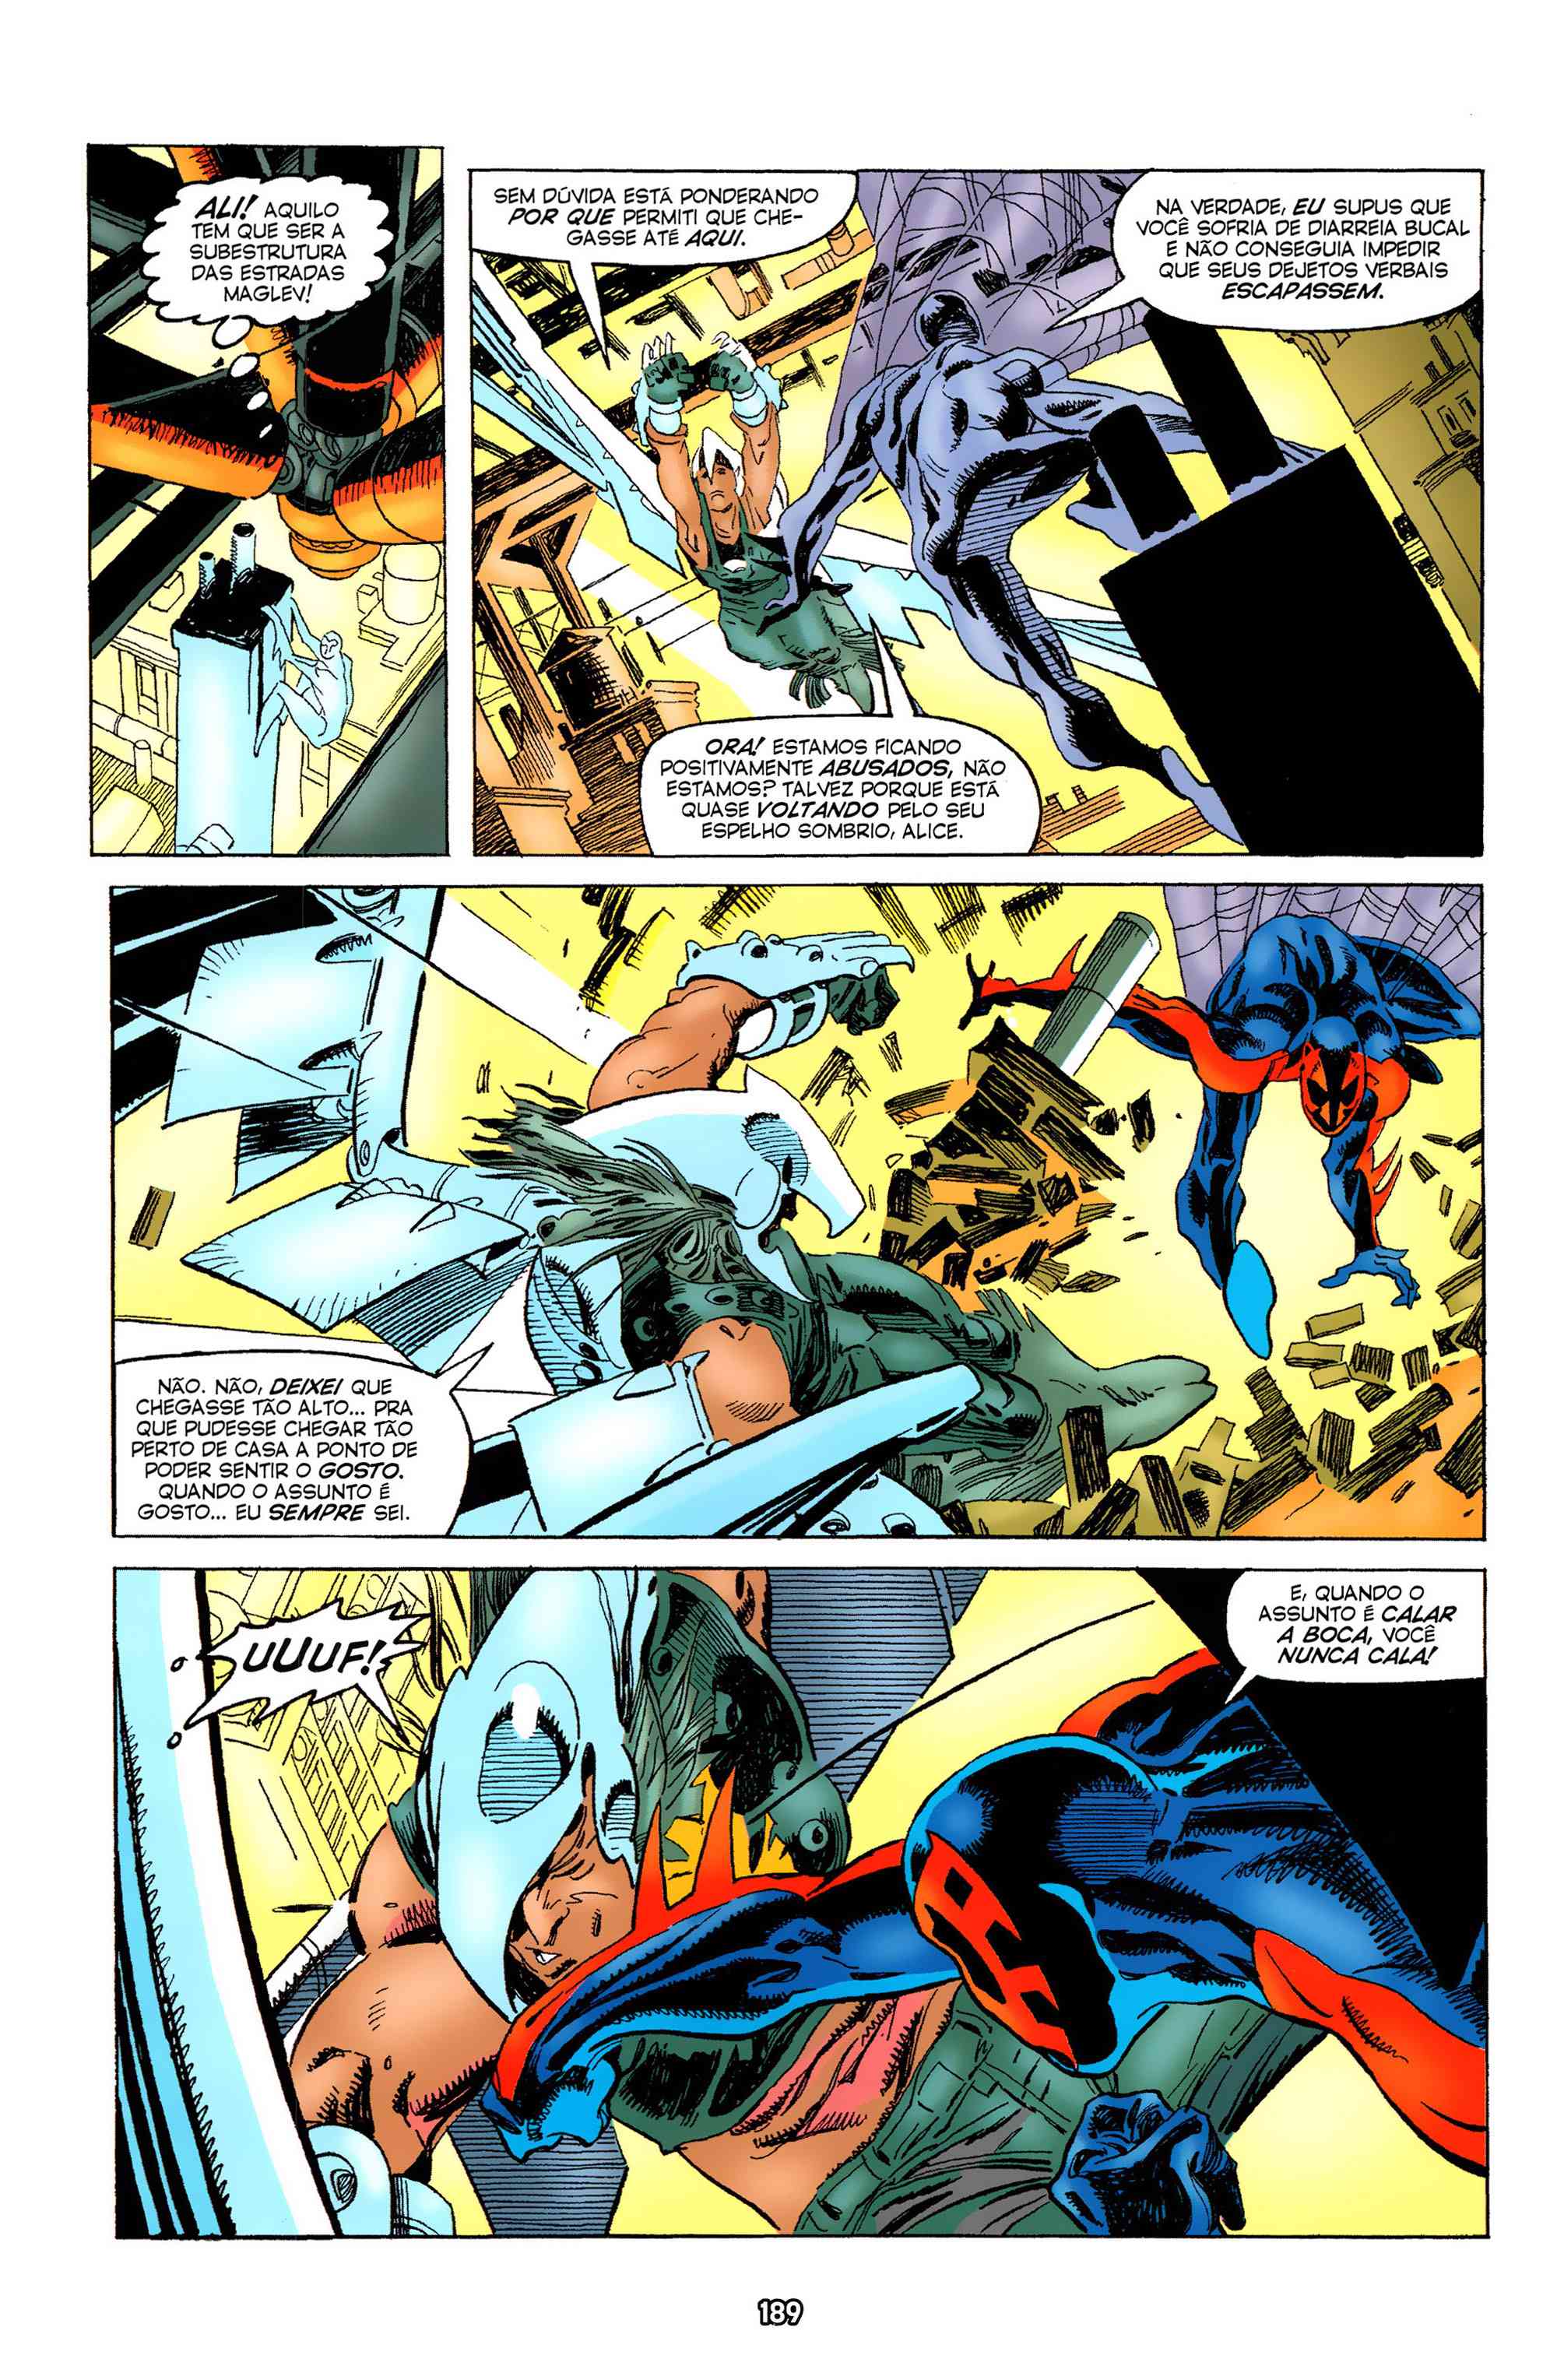 ALI! AQUILO
TEM QUE SER A
SUBESTRUTURA
DAS ESTRADAS
MAGLEV!
SEM DÚVIDA ESTÁ PONDERANDO
POR QUE PERMITI QUE CHE-
GASSE ATÉ AQUI.
NA VERDADE, EU SUPUS QUE
VOCÊ SOFRIA DE DIARREIA BUCAL
E NÃO CONSEGUIA IMPEDIR
QUE SEUS DEJETOS VERBAIS
ESCAPASSEM.
ORA! ESTAMOS FICANDO
POSITIVAMENTE ABUSADOS, NÃO
ESTAMOS? TALVEZ PORQUE ESTÁ
QUASE VOLTANDO PELO SEU
ESPELHO SOMBRIO, ALICE.
NÃO. NÃO, DEIXEI QUE
CHEGASSE TÃO ALTO... PRA
QUE PUDESSE CHEGAR TÃO
PERTO DE CASA A PONTO DE
PODER SENTIR O GOSTO.
QUANDO O ASSUNTO É
GOSTO... EU SEMPRE SEI.
UUUF!
E, QUANDO O
ASSUNTO É CALAR
A BOCA, VOCÊ
NUNCA CALA!
189